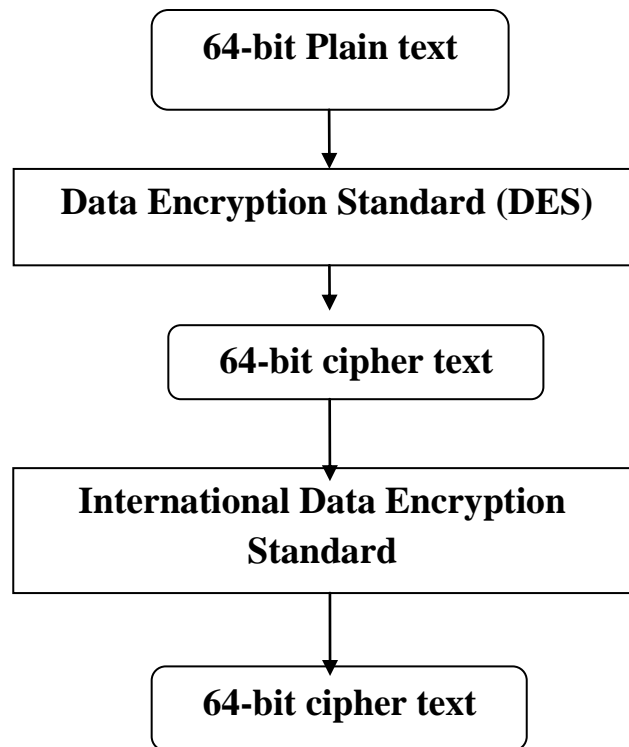 64-bit Plain text
Data Encryption Standard (DES)
64-bit cipher text
International Data Encryption
Standard
64-bit cipher text